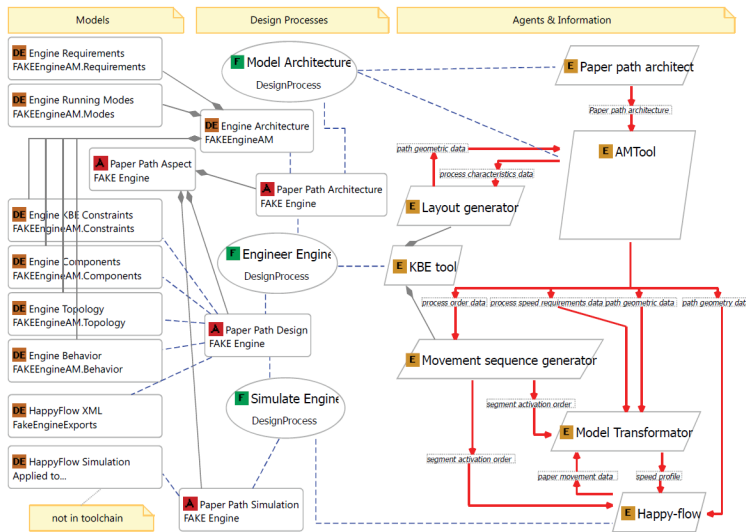 Models
Design Processes
Agents & Information
DE Engine Requirements
FAKEEngineAM.Requirements
DE Engine Running Modes
FAKEEngineAM.Modes
F Model Architecture
DesignProcess
DE Engine Architecture
FAKEEngineAM
A Paper Path Aspect
FAKE Engine
A Paper Path Architecture
FAKE Engine
DE Engine KBE Constraints
FAKEEngineAM.Constraints
DE Engine Components
FAKEEngineAM.Components
F Engineer Engine
DesignProcess
DE Engine Topology
FAKEEngineAM.Topology
A Paper Path Design
FAKE Engine
DE Engine Behavior
FAKEEngineAM.Behavior
F Simulate Engine
DesignProcess
DE HappyFlow XML
FakeEngineExports
DE HappyFlow Simulation
Applied to...
A Paper Path Simulation
FAKE Engine
not in toolchain
E Paper path architect
Paper path architecture
E AMTool
path geometric data
process characteristics data
E Layout generator
E KBE tool
process order data
process speed requirements data
path geometric data
path geometry dat
E Movement sequence generator
segment activation order
E Model Transformator
segment activation order
paper movement data
speed profile
E Happy-flow